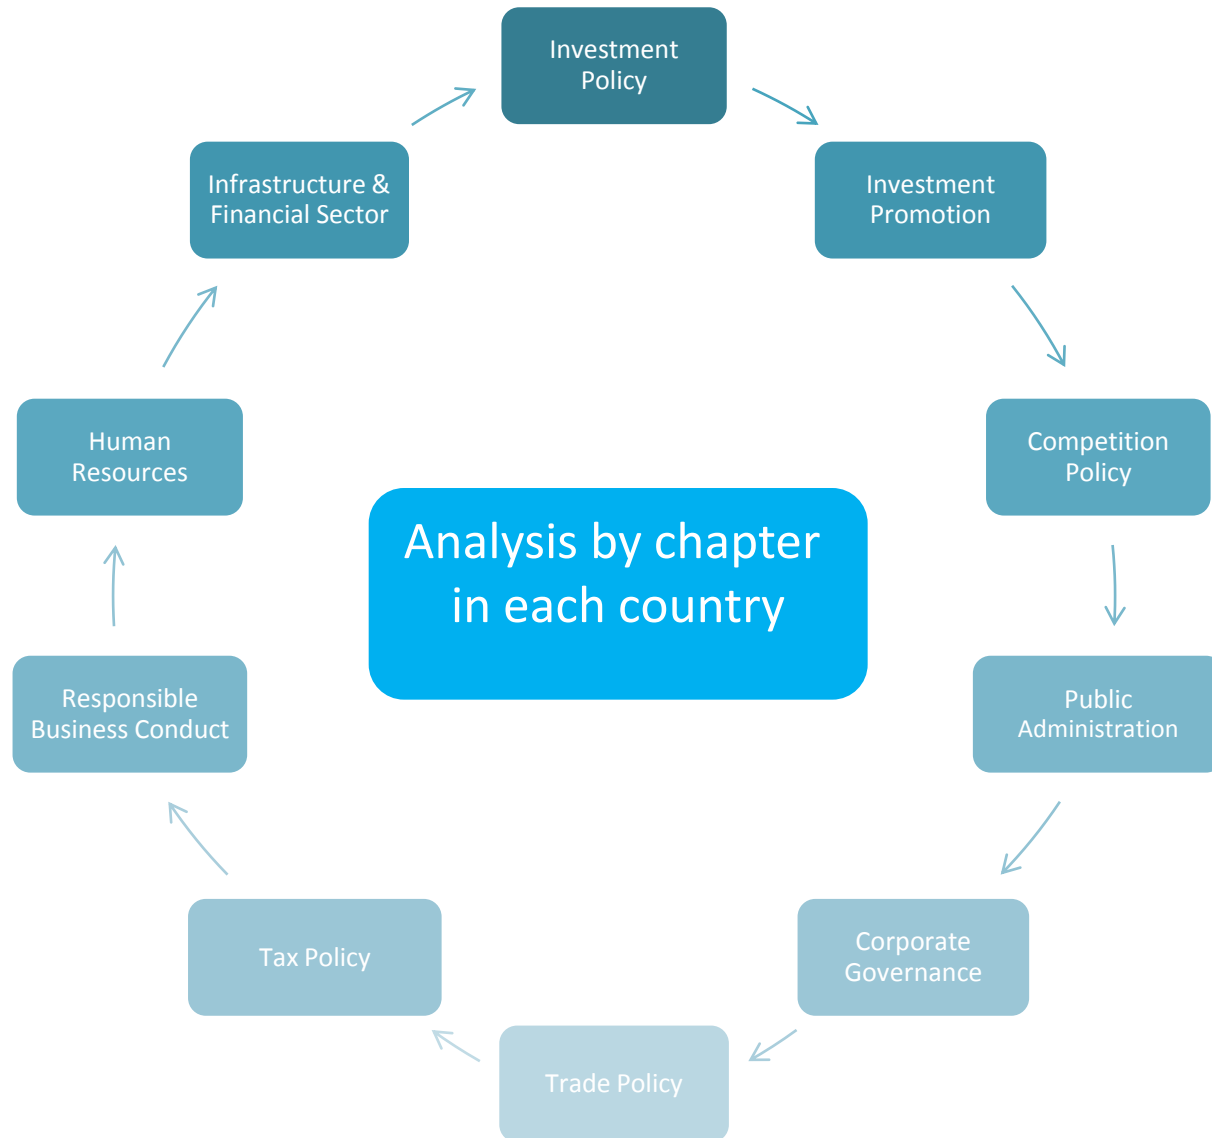 Investment
Policy
Investment
Promotion
Competition
Policy
Public
Administration
Corporate
Governance
Trade Policy
Tax Policy
Responsible
Business Conduct
Human
Resources
Infrastructure &
Financial Sector
Analysis by chapter
in each country